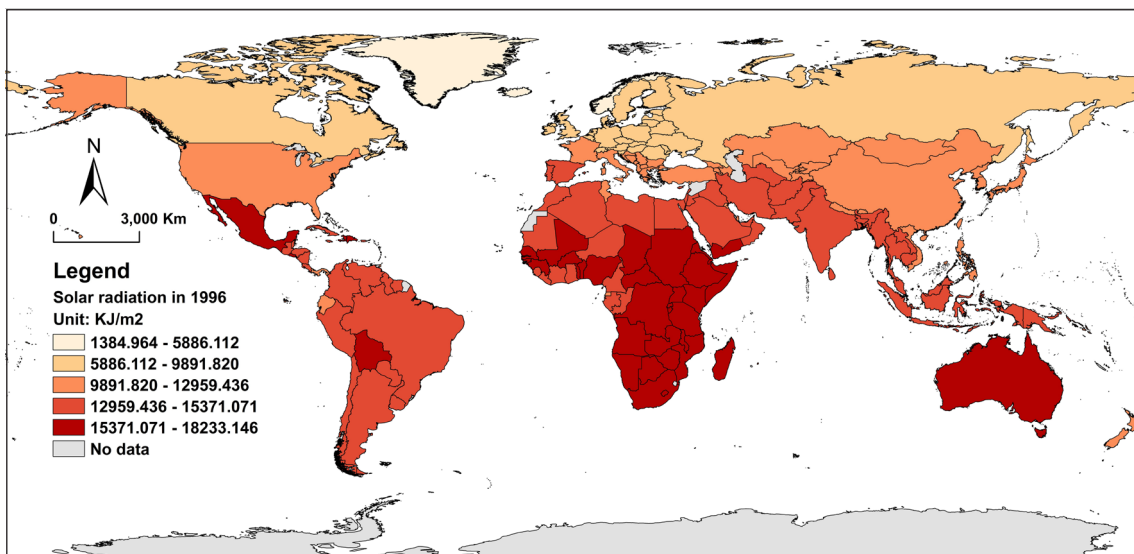 N
0 3,000 Km
Legend
Solar radiation in 1996
Unit: KJ/m2
1384.964 - 5886.112
5886.112 - 9891.820
9891.820 - 12959.436
12959.436 - 15371.071
15371.071 - 18233.146
No data